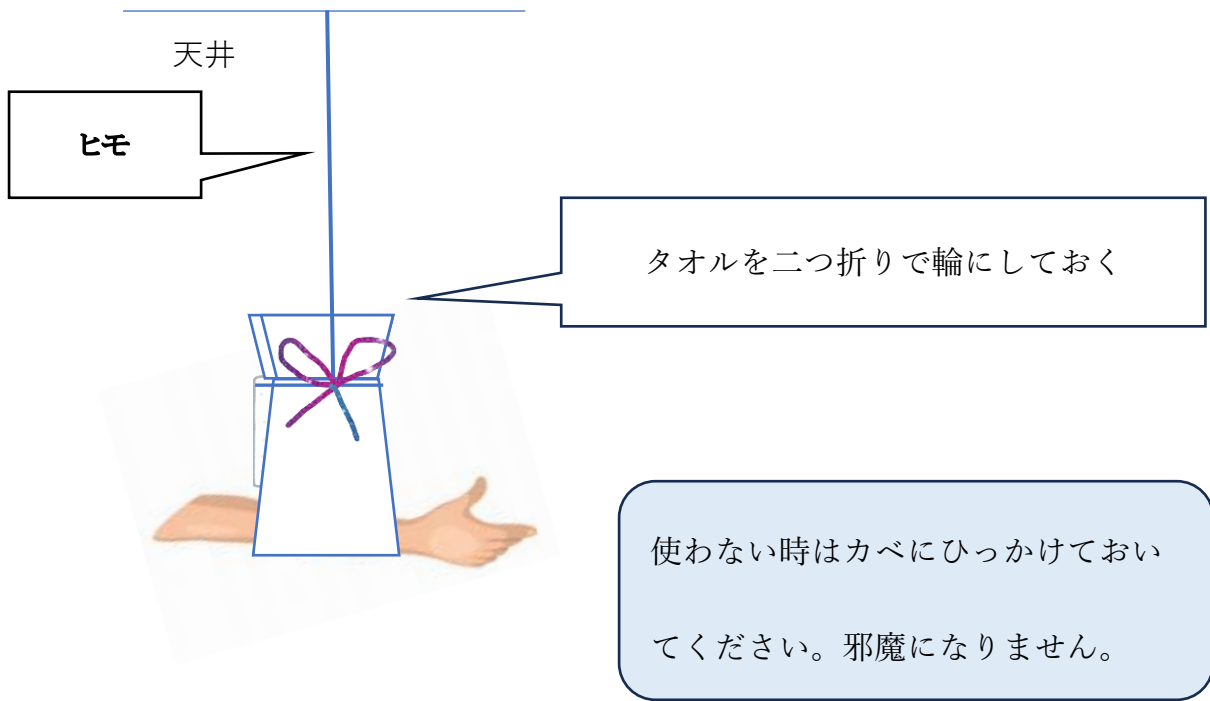 天井
ヒモ
タオルを二つ折りで輪にしておく
使わない時はカベにひっかけておい
てください。邪魔になりません。